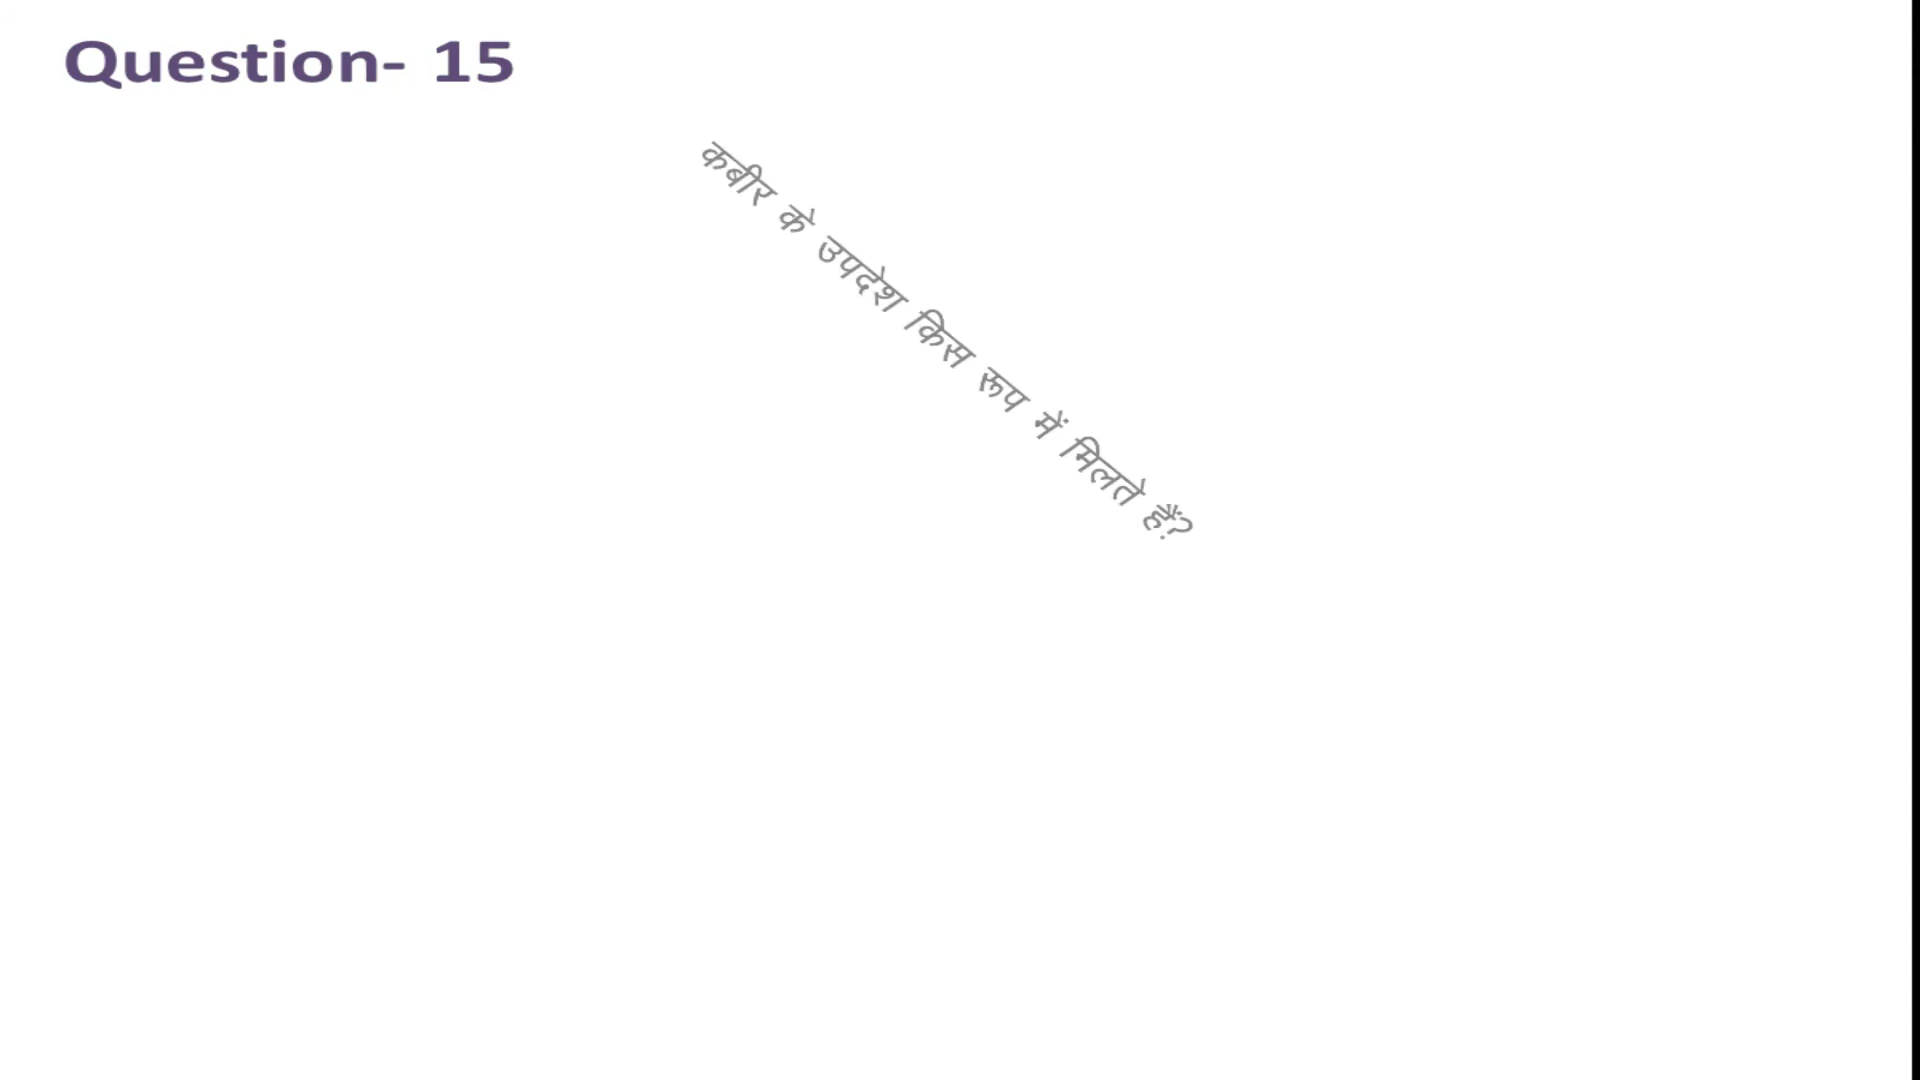 Question- 15
कबीर के उपदेश किस रूप में मिलते हैं?